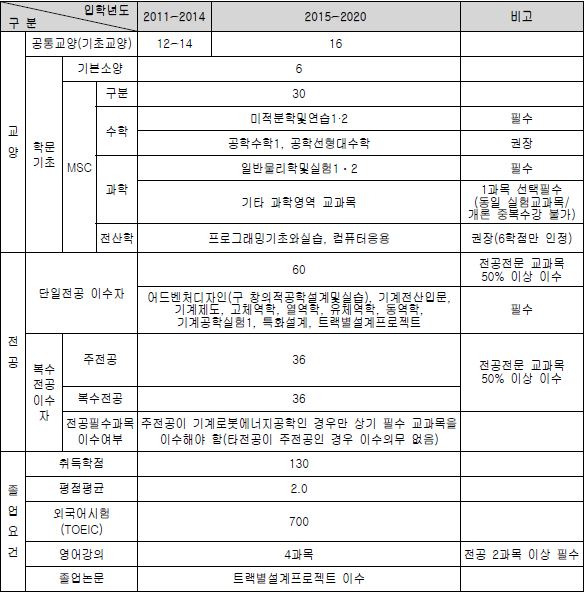 입학년도
구 분
2011-2014
2015-2020
비고
교양
공통교양(기초교양)
12-14
16
학문
기초
기본소양
6
MSC
구분
30
수학
미적분학및연습1·2
필수
공학수학1, 공학선형대수학
권장
과학
일반물리학및실험1·2
필수
기타 과학영역 교과목
1과목 선택필수
(동일 실험교과목/
개론 중복수강 불가)
전산학
프로그래밍기초와실습, 컴퓨터응용
권장(6학점만 인정)
전공
단일전공 이수자
60
전공전문 교과목
50% 이상 이수
어드벤처디자인(구 창의적공학설계및실습), 기계전산입문,
기계제도, 고체역학, 열역학, 유체역학, 동역학,
기계공학실험1, 특화설계, 트랙별설계프로젝트
필수
복수
전공
이수
자
주전공
36
전공전문 교과목
50% 이상 이수
복수전공
36
전공필수과목
이수여부
주전공이 기계로봇에너지공학인 경우만 상기 필수 교과목을
이수해야 함(타전공이 주전공인 경우 이수의무 없음)
졸업요건
취득학점
130
평점평균
2.0
외국어시험
(TOEIC)
700
영어강의
4과목
전공 2과목 이상 필수
졸업논문
트랙별설계프로젝트 이수